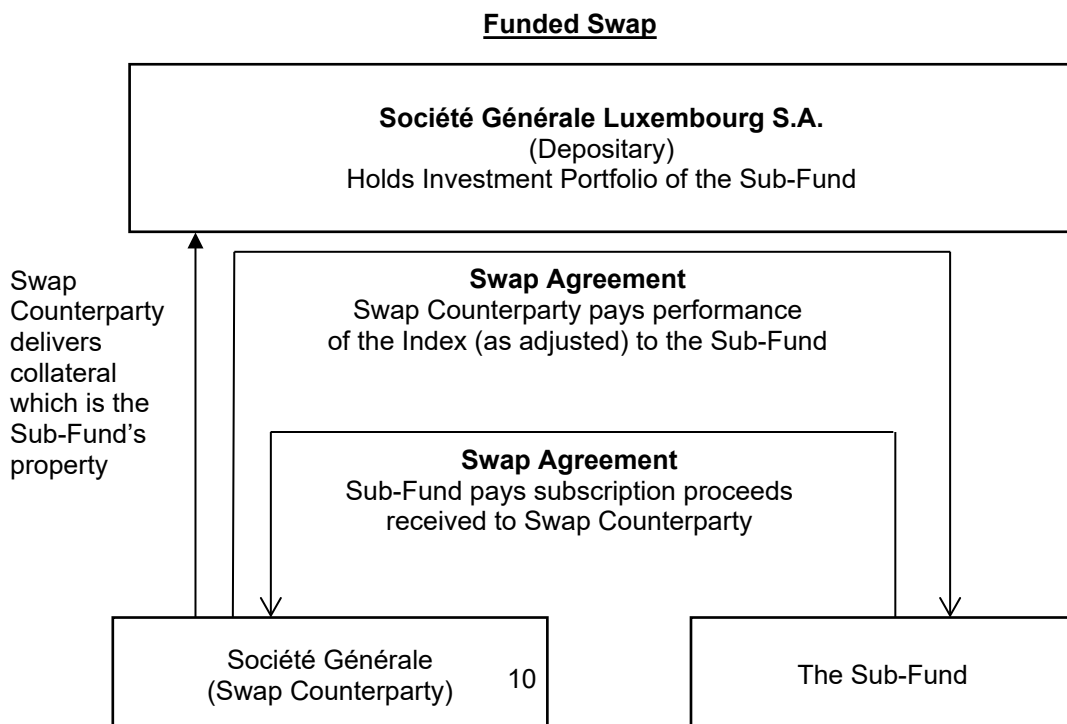 Funded Swap
Société Générale Luxembourg S.A.
(Depositary)
Holds Investment Portfolio of the Sub-Fund
Swap
Counterparty
delivers
collateral
which is the
Sub-Fund’s
property
Swap Agreement
Swap Counterparty pays performance
of the Index (as adjusted) to the Sub-Fund
Swap Agreement
Sub-Fund pays subscription proceeds
received to Swap Counterparty
Société Générale
(Swap Counterparty)
10
The Sub-Fund